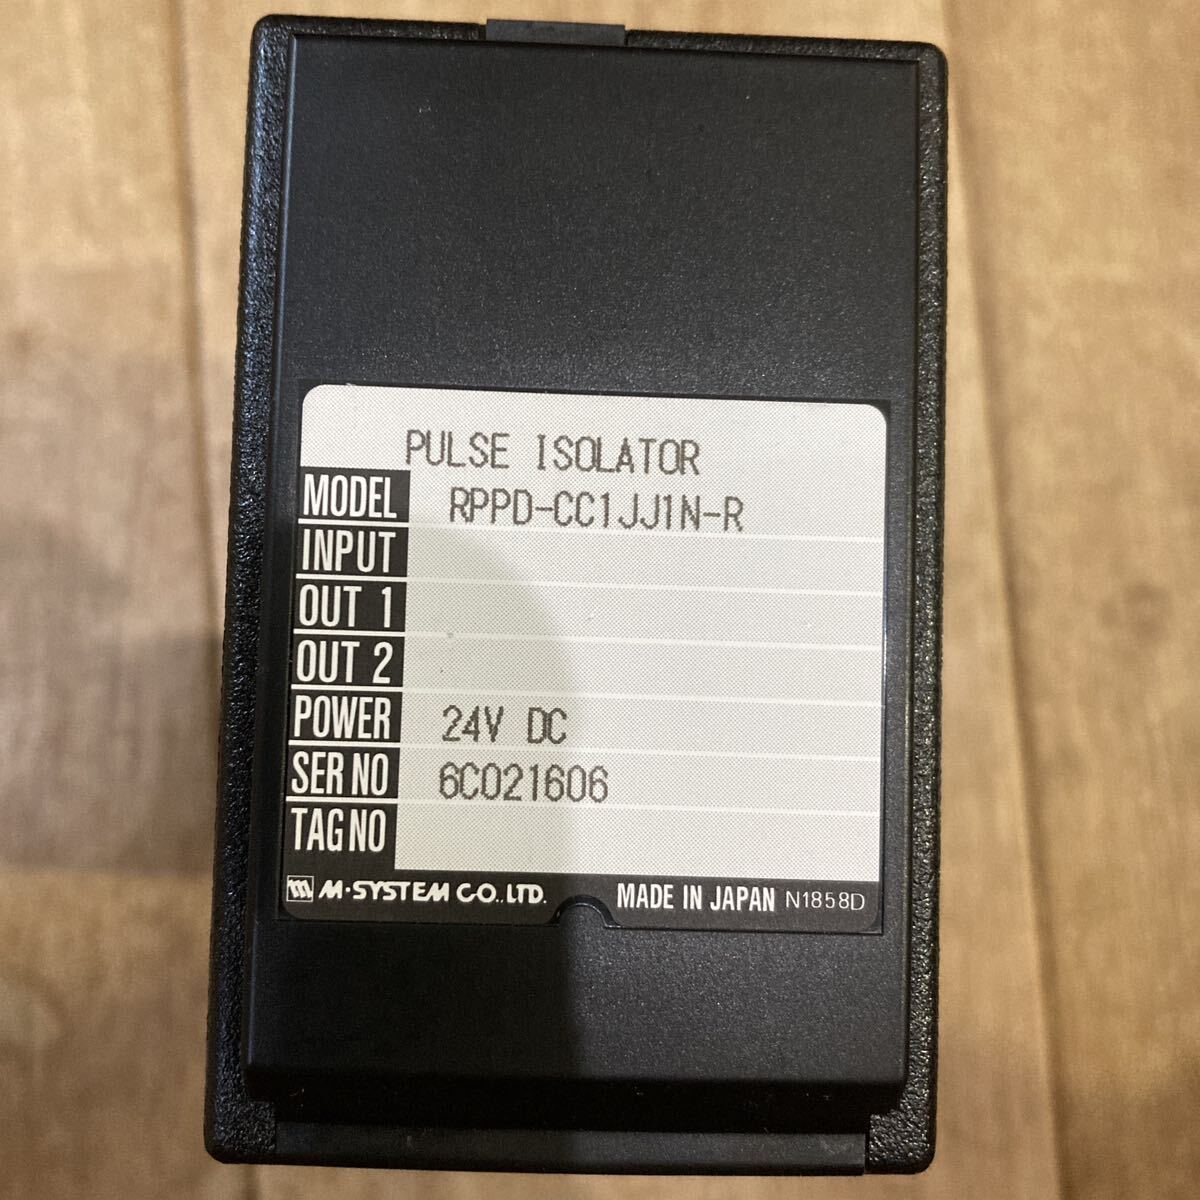 PULSE ISOLATOR
MODEL RPPD-CC1JJ1N-R
INPUT
OUT 1
OUT 2
POWER 24V DC
SER NO 6C021606
TAG NO
M·SYSTEM CO.,LTD. MADE IN JAPAN N1858D